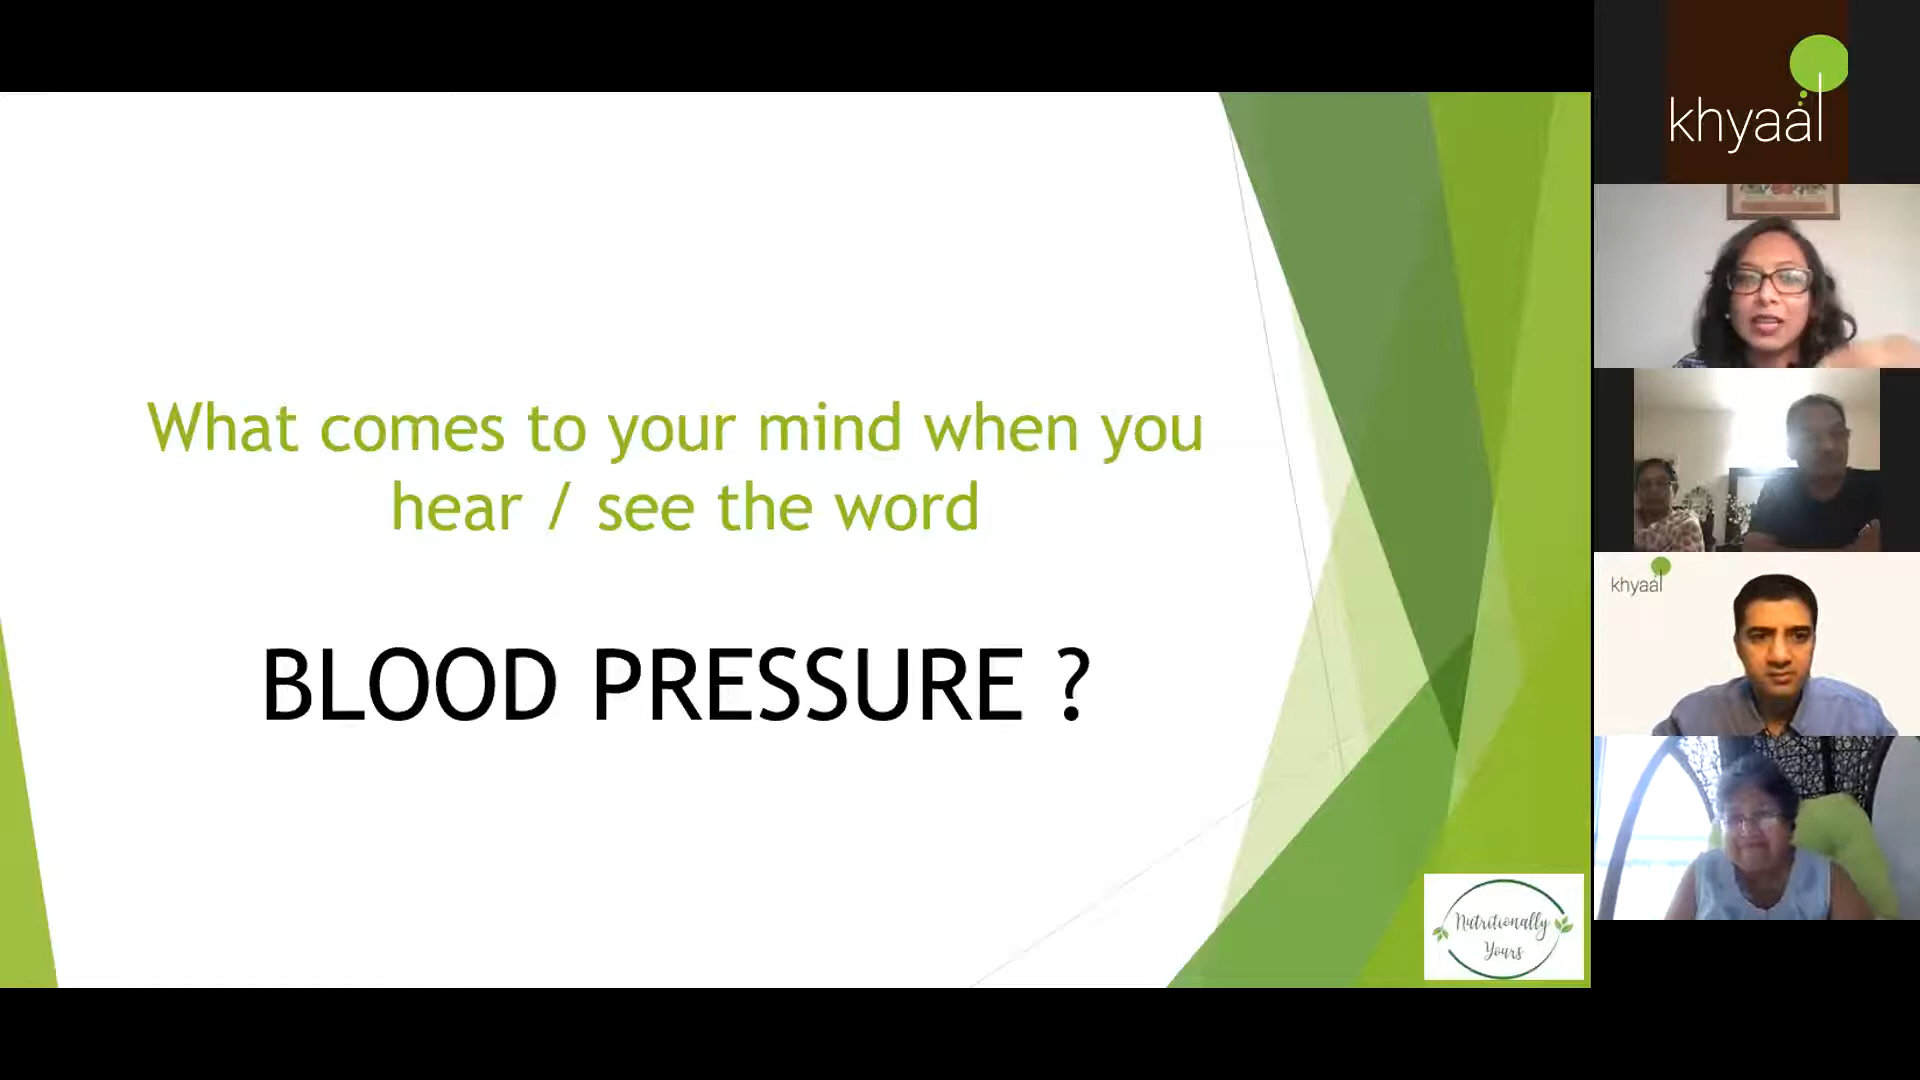 What comes to your mind when you
hear / see the word
BLOOD PRESSURE ?
Nutritionally
Yours
khyaal
khyaal